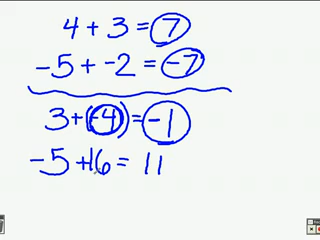 4 + 3 = 7
-5 + -2 = -7
3 + (-4) = -1
-5 + 16 = 11